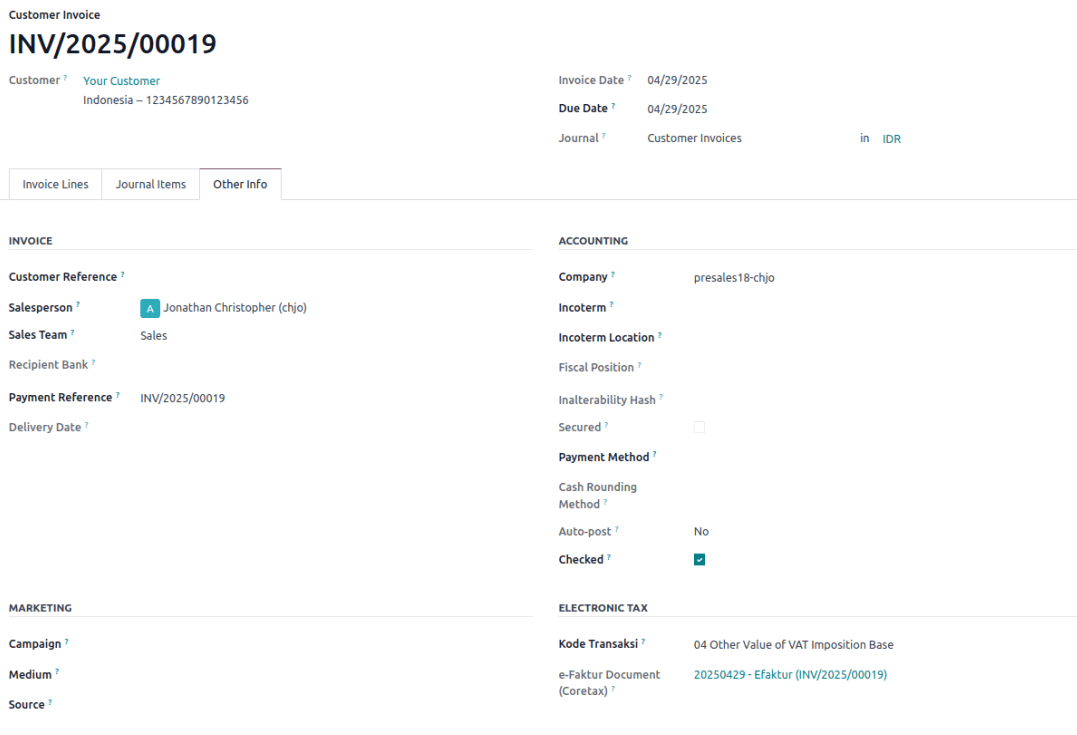 Customer Invoice
INV/2025/00019
Customer ? Your Customer
Indonesia – 1234567890123456
Invoice Date ? 04/29/2025
Due Date ? 04/29/2025
Journal ? Customer Invoices in IDR
Invoice Lines Journal Items Other Info
INVOICE
Customer Reference ?
Salesperson ? A Jonathan Christopher (chjo)
Sales Team ? Sales
Recipient Bank ?
Payment Reference ? INV/2025/00019
Delivery Date ?
ACCOUNTING
Company ? presales18-chjo
Incoterm ?
Incoterm Location ?
Fiscal Position ?
Inalterability Hash ?
Secured ?
Payment Method ?
Cash Rounding
Method ?
Auto-post ? No
Checked ?
MARKETING
Campaign ?
Medium ?
Source ?
ELECTRONIC TAX
Kode Transaksi ? 04 Other Value of VAT Imposition Base
e-Faktur Document 20250429 - Efaktur (INV/2025/00019)
(Coretax) ?